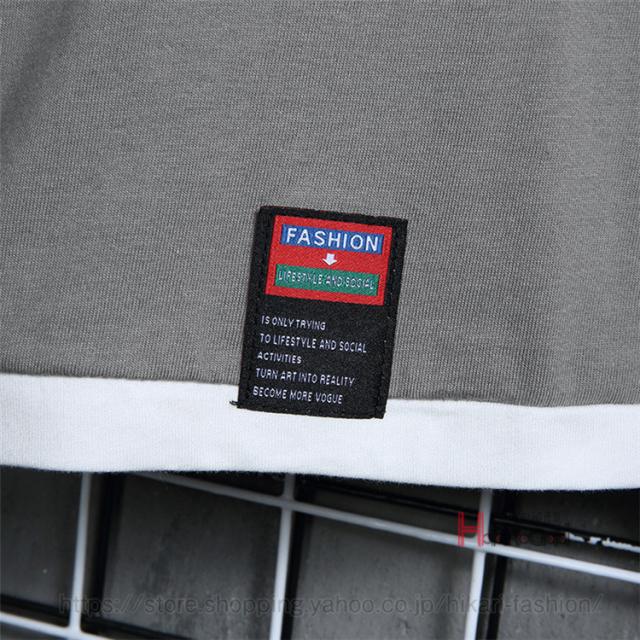 FASHION
LIFESTYLE AND SOCIAL
IS ONLY TRYING
TO LIFESTYLE AND SOCIAL
ACTIVITIES
TURN ART INTO REALITY
BECOME MORE VOGUE
https://store.shopping.yahoo.co.jp/hikari-fashion/